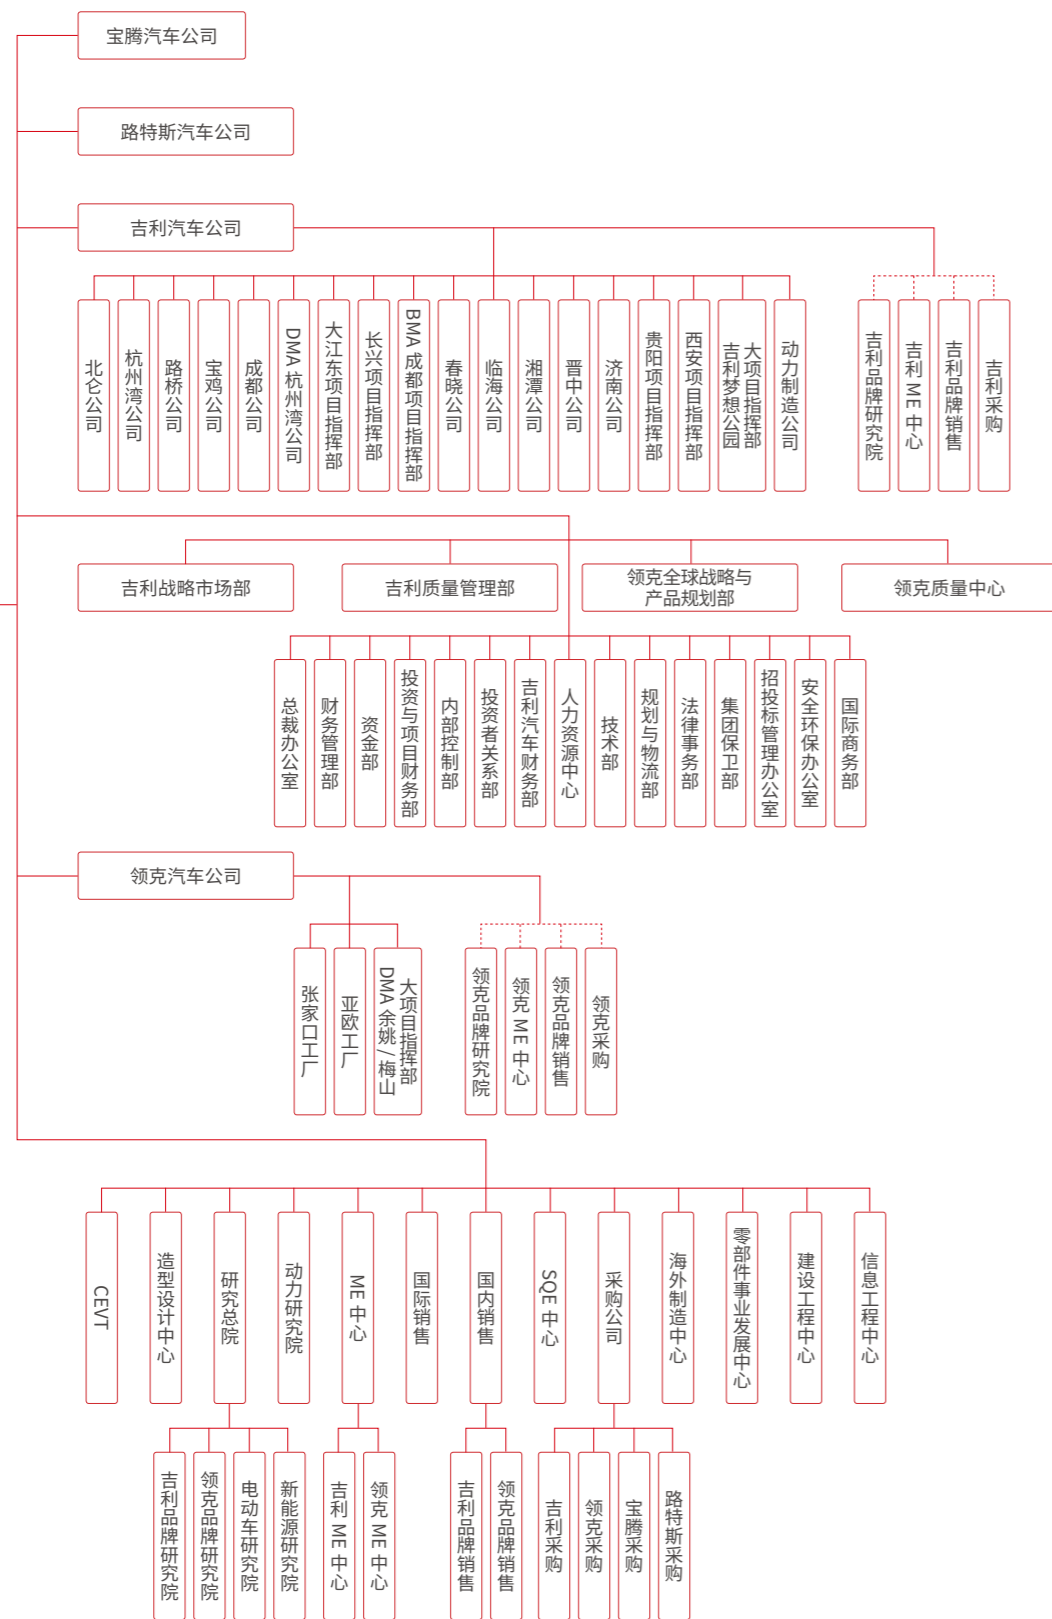 宝腾汽车公司
路特斯汽车公司
吉利汽车公司
北仑公司
杭州湾公司
路桥公司
宝鸡公司
成都公司
DMA 杭州湾公司
大江东项目指挥部
长兴项目指挥部
BMA 成都项目指挥部
春晓公司
临海公司
湘潭公司
晋中公司
济南公司
贵阳项目指挥部
西安项目指挥部
大项目指挥部
吉利梦想公园
动力制造公司
吉利品牌研究院
吉利 ME 中心
吉利品牌销售
吉利采购
吉利战略市场部
吉利质量管理部
领克全球战略与
产品规划部
领克质量中心
总裁办公室
财务管理部
资金部
投资与项目财务部
内部控制部
投资者关系部
吉利汽车财务部
人力资源中心
技术部
规划与物流部
法律事务部
集团保卫部
招投标管理办公室
安全环保办公室
国际商务部
领克汽车公司
张家口工厂
亚欧工厂
大项目指挥部
DMA 余姚 / 梅山
领克品牌研究院
领克 ME 中心
领克品牌销售
领克采购
CEVT
造型设计中心
研究总院
动力研究院
ME 中心
国际销售
国内销售
SQE 中心
采购公司
海外制造中心
零部件事业发展中心
建设工程中心
信息工程中心
吉利品牌研究院
领克品牌研究院
电动车研究院
新能源研究院
吉利 ME 中心
领克 ME 中心
吉利品牌销售
领克品牌销售
吉利采购
领克采购
宝腾采购
路特斯采购